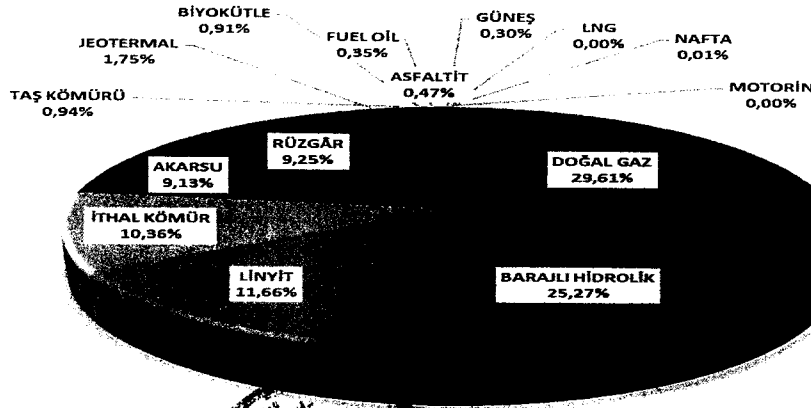 BİYOKÜTLE
0,91%
JEOTERMAL
1,75%
FUEL OİL
0,35%
GÜNEŞ
0,30%
LNG
0,00%
NAFTA
0,01%
ASFALTİT
0,47%
TAŞ KÖMÜRÜ
0,94%
MOTORİN
0,00%
RÜZGÂR
9,25%
AKARSU
9,13%
DOĞAL GAZ
29,61%
İTHAL KÖMÜR
10,36%
LİNYİT
11,66%
BARAJLI HİDROLİK
25,27%